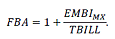 FBA = 1 + EMBI_MX / TBILL.